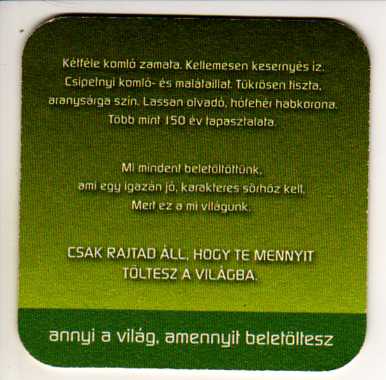 Kétféle komló zamata. Kellemesen kesernyés íz.
Csipetnyi komló- és malátaillat. Tükrösen tiszta,
aranysárga szín. Lassan olvadó, hófehér habkorona.
Több mint 150 év tapasztalata.
Mi mindent beletöltöttünk,
ami egy igazán jó, karakteres sörhöz kell.
Mert ez a mi világunk.
CSAK RAJTAD ÁLL, HOGY TE MENNYIT
TÖLTESZ A VILÁGBA.
annyi a világ, amennyit beletöltesz